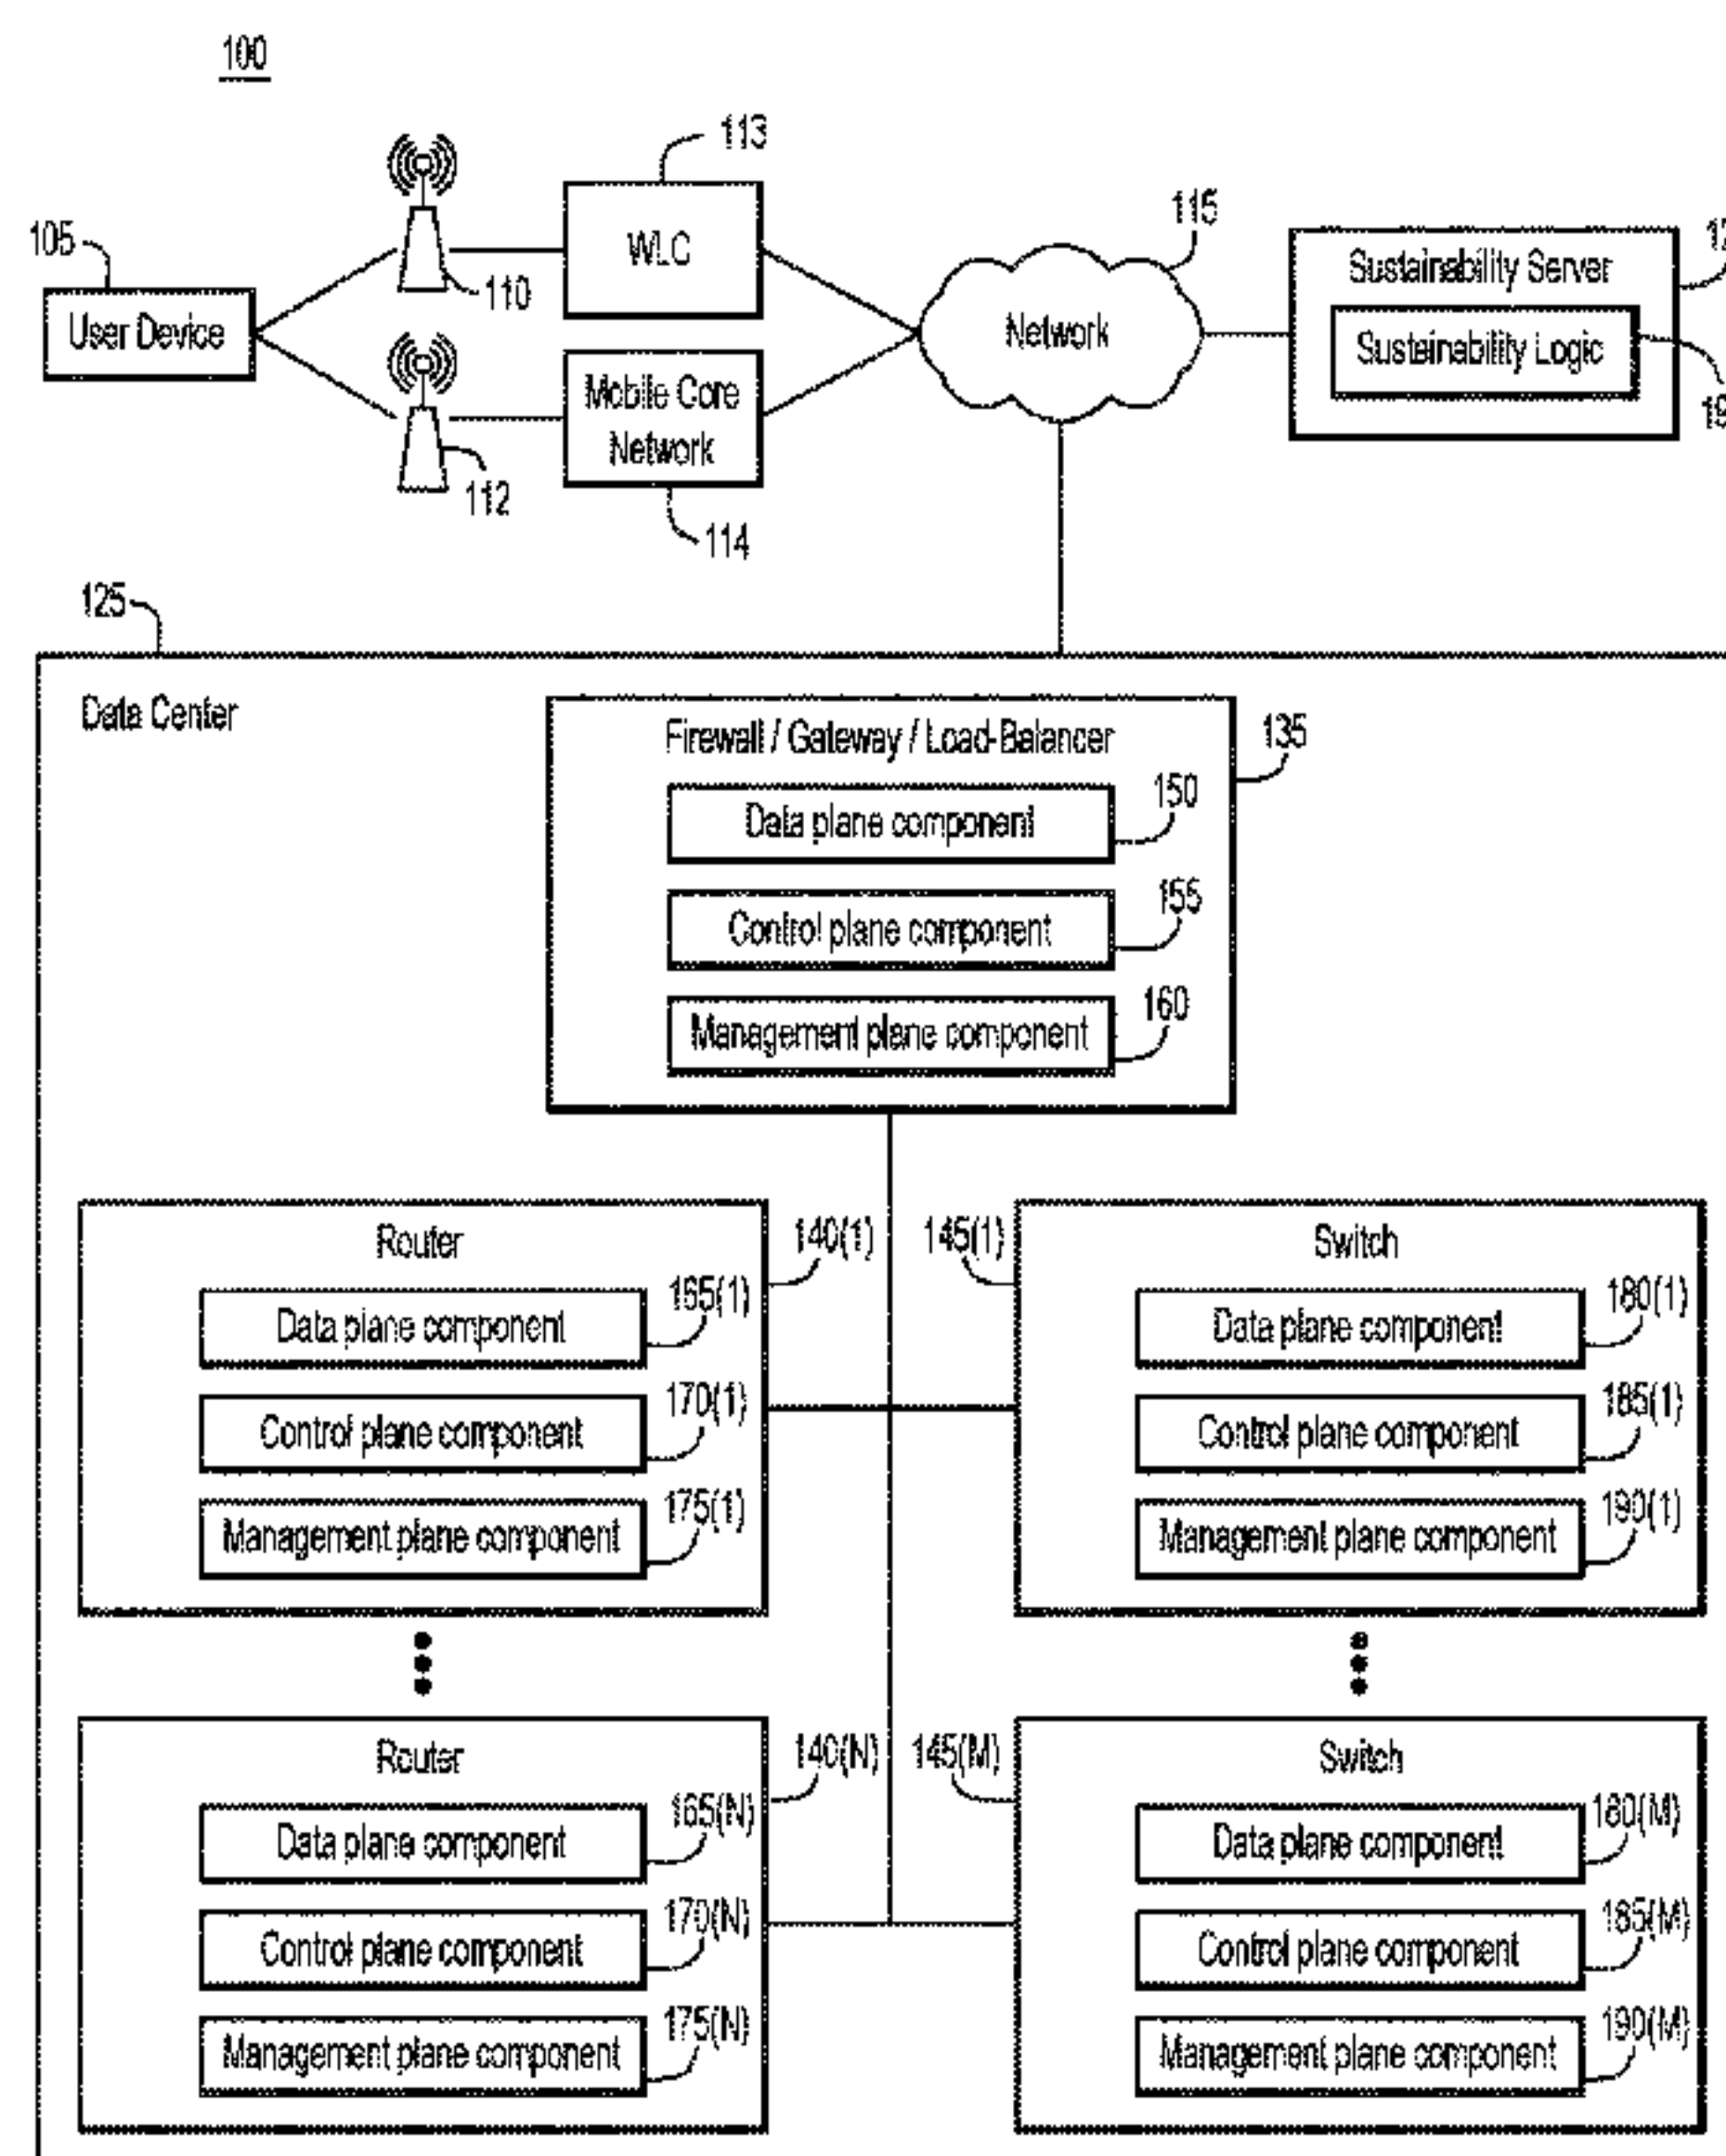 100
113
115
105
WLC
Sustainability Server
110
User Device
Network
Sustainability Logic
Mobile Core
Network
112
114
125
Data Center
Firewall / Gateway / Load-Balancer
135
Data plane component
150
Control plane component
155
Management plane component
160
Router
140(1)
145(1)
Switch
Data plane component
165(1)
Data plane component
180(1)
Control plane component
170(1)
Control plane component
185(1)
Management plane component
175(1)
Management plane component
190(1)
Router
140(N)
145(M)
Switch
Data plane component
165(N)
Data plane component
180(M)
Control plane component
170(N)
Control plane component
185(M)
Management plane component
175(N)
Management plane component
190(M)